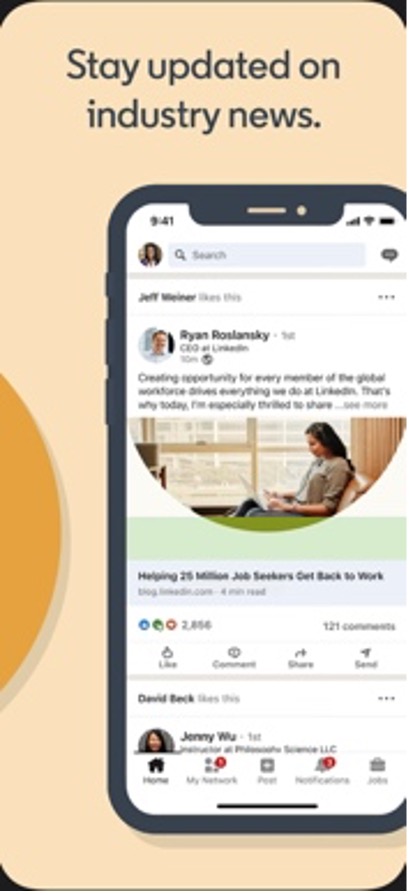 Stay updated on
industry news.
9:41
Search
Jeff Weiner likes this
Ryan Roslansky · 1st
CEO at LinkedIn
10m
Creating opportunity for every member of the global
workforce drives everything we do at LinkedIn. That's
why today, I'm especially thrilled to share ...see more
Helping 25 Million Job Seekers Get Back to Work
blog.linkedin.com · 4 min read
2,856 121 comments
Like Comment Share Send
David Beck likes this
Jenny Wu · 1st
Instructor at Philosophy Science LLC
Home My Network Post Notifications Jobs